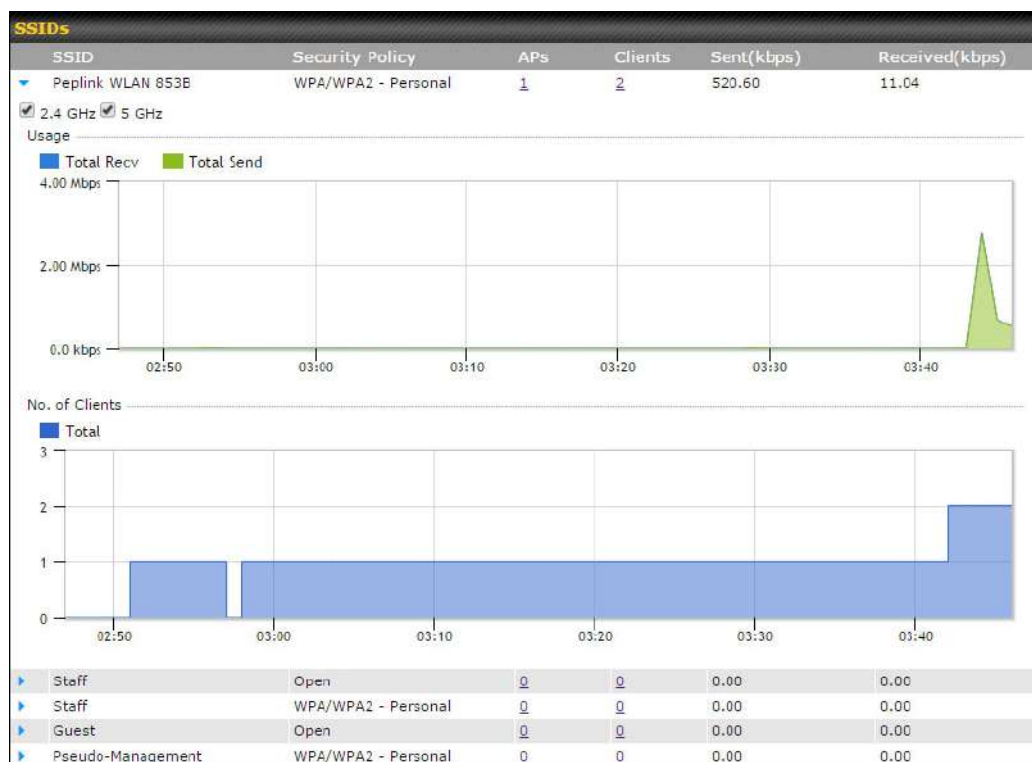 SSIDs
SSID Security Policy APs Clients Sent(kbps) Received(kbps)
Peplink WLAN 853B WPA/WPA2 - Personal 1 2 520.60 11.04
2.4 GHz 5 GHz
Usage
Total Recv Total Send
4.00 Mbps
2.00 Mbps
0.0 kbps
02:50 03:00 03:10 03:20 03:30 03:40
No. of Clients
Total
3
2
1
0
02:50 03:00 03:10 03:20 03:30 03:40
Staff Open 0 0 0.00 0.00
Staff WPA/WPA2 - Personal 0 0 0.00 0.00
Guest Open 0 0 0.00 0.00
Pseudo-Management WPA/WPA2 - Personal 0 0 0.00 0.00